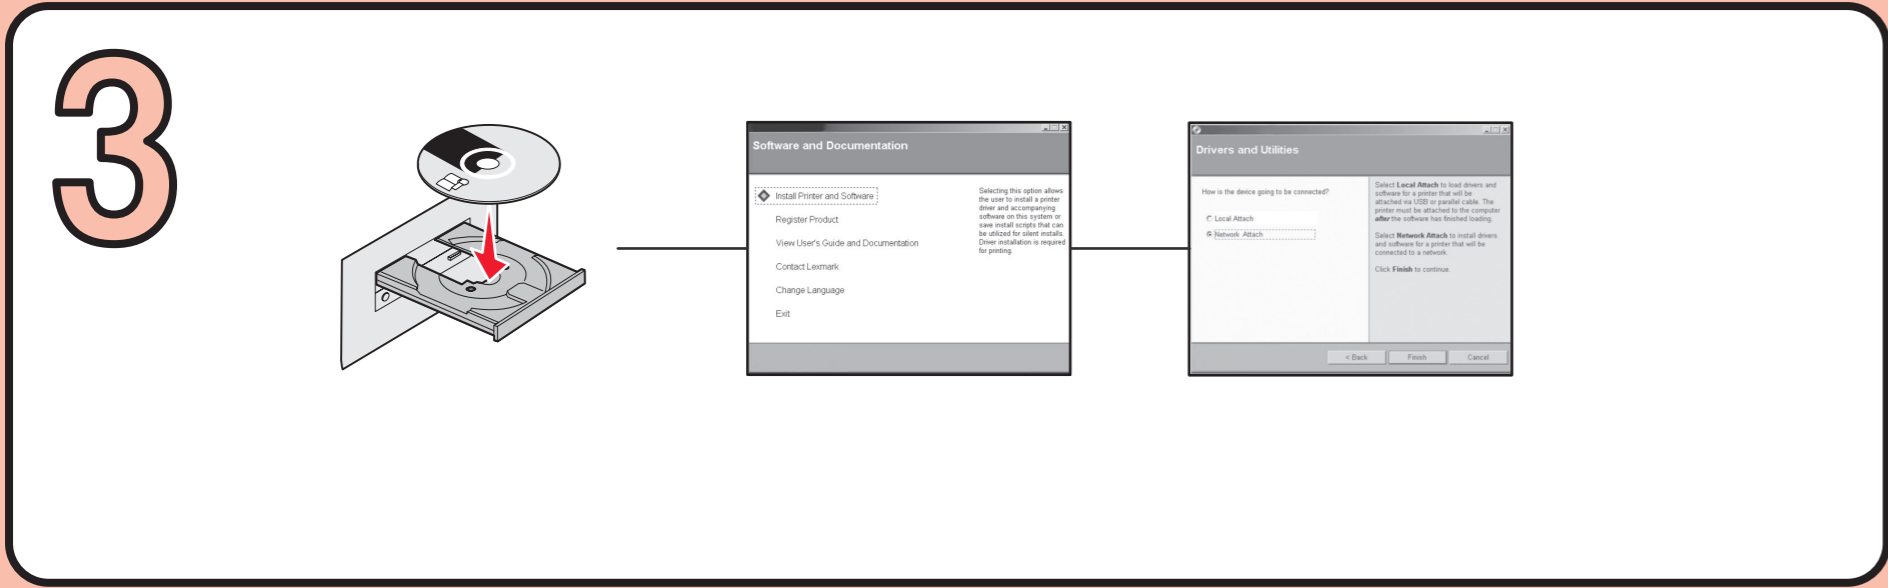 3
Software and Documentation
Install Printer and Software
Register Product
View User's Guide and Documentation
Contact Lexmark
Change Language
Exit
Selecting this option allows
the user to install a printer
driver and accompanying
software on this system or
save install scripts that can
be utilized for silent installs.
Driver installation is required
for printing.
Drivers and Utilities
How is the device going to be connected?
Local Attach
Network Attach
Select Local Attach to load drivers and
software for a printer that will be
attached via USB or parallel cable. The
printer must be attached to the computer
after the software has finished loading.
Select Network Attach to install drivers
and software for a printer that will be
connected to a network.
Click Finish to continue.
< Back
Finish
Cancel